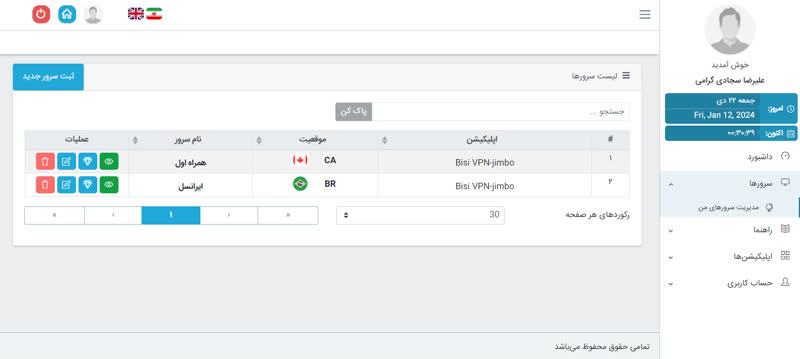 خوش آمدید
علیرضا سجادی گرامی
امروز:
جمعه ۲۲ دی
Fri, Jan 12, 2024
اکنون:
۰۰:۳۰:۳۹
داشبورد
سرورها
مدیریت سرورهای من
راهنما
اپلیکیشن‌ها
حساب کاربری
لیست سرورها
ثبت سرور جدید
جستجو ...
پاک کن
# اپلیکیشن موقعیت نام سرور عملیات
۱ Bisi VPN-jimbo CA همراه اول
۲ Bisi VPN-jimbo BR ایرانسل
رکوردهای هر صفحه
30
« ‹ ۱ › »
تمامی حقوق محفوظ می‌باشد